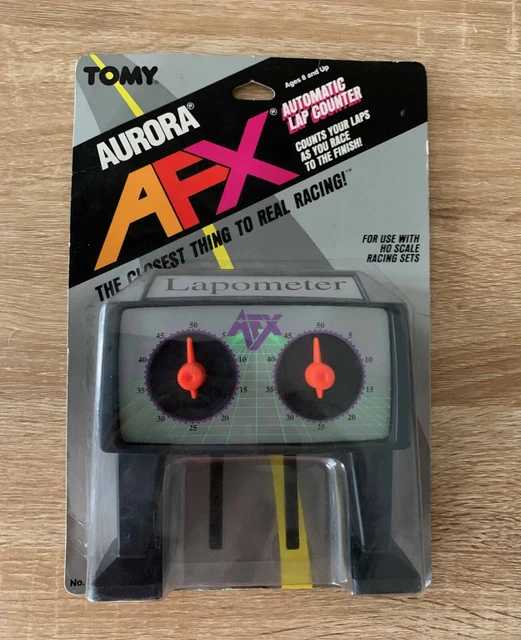 TOMY
AURORA®
AFX®
THE CLOSEST THING TO REAL RACING!™
Ages 8 and Up
AUTOMATIC
LAP COUNTER
COUNTS YOUR LAPS
AS YOU RACE
TO THE FINISH!
FOR USE WITH
HO SCALE
RACING SETS
Lapometer
AFX
50 5 10 15 20 25 30 35 40 45
50 5 10 15 20 25 30 35 40 45
No.